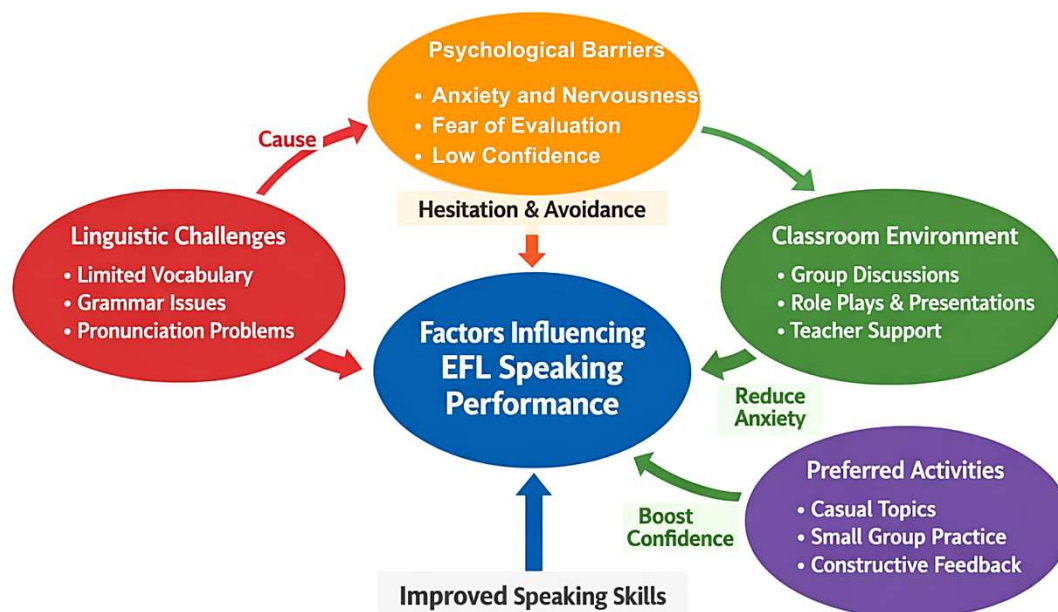 Psychological Barriers
• Anxiety and Nervousness
• Fear of Evaluation
• Low Confidence
Cause
Hesitation & Avoidance
Linguistic Challenges
• Limited Vocabulary
• Grammar Issues
• Pronunciation Problems
Classroom Environment
• Group Discussions
• Role Plays & Presentations
• Teacher Support
Factors Influencing
EFL Speaking
Performance
Reduce
Anxiety
Preferred Activities
• Casual Topics
• Small Group Practice
• Constructive Feedback
Boost
Confidence
Improved Speaking Skills